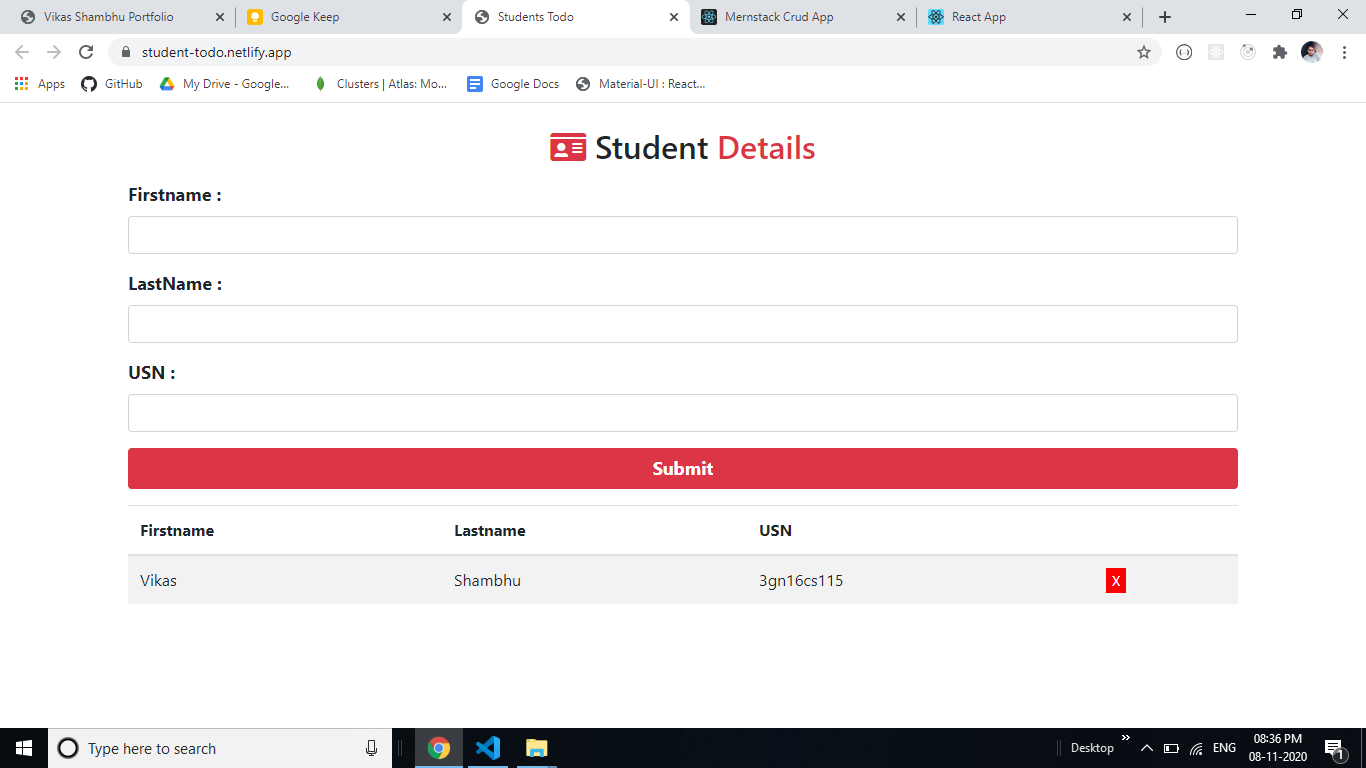 Vikas Shambhu Portfolio
Google Keep
Students Todo
Mernstack Crud App
React App
student-todo.netlify.app
Apps
GitHub
My Drive - Google...
Clusters | Atlas: Mo...
Google Docs
Material-UI : React...
Student Details
Firstname :
LastName :
USN :
Submit
Firstname Lastname USN
Vikas Shambhu 3gn16cs115 X
Type here to search
Desktop
ENG
08:36 PM
08-11-2020
1